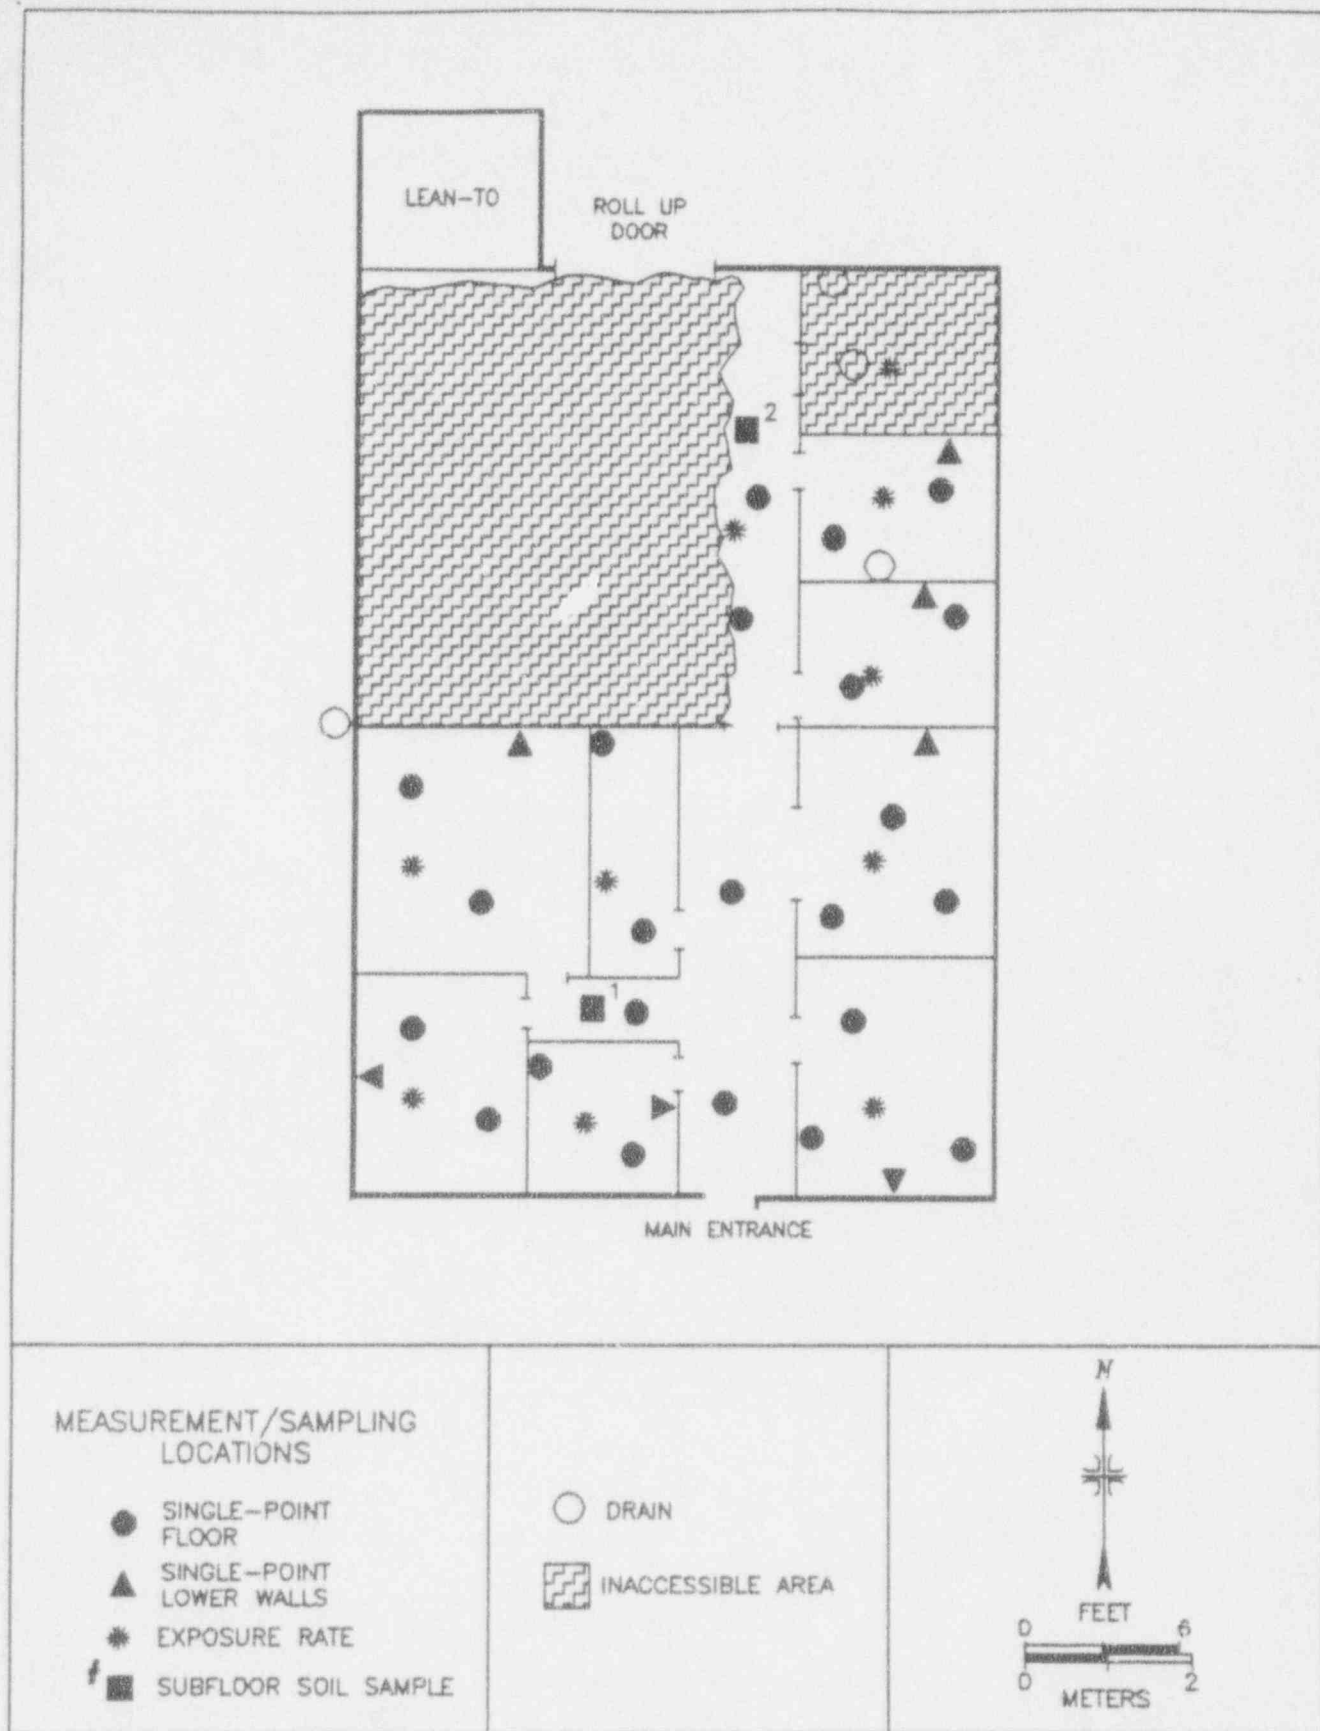 LEAN-TO
ROLL UP
DOOR
2
1
MAIN ENTRANCE
MEASUREMENT/SAMPLING
LOCATIONS
SINGLE-POINT
FLOOR
SINGLE-POINT
LOWER WALLS
EXPOSURE RATE
# SUBFLOOR SOIL SAMPLE
DRAIN
INACCESSIBLE AREA
N
FEET
0 6
0 2
METERS